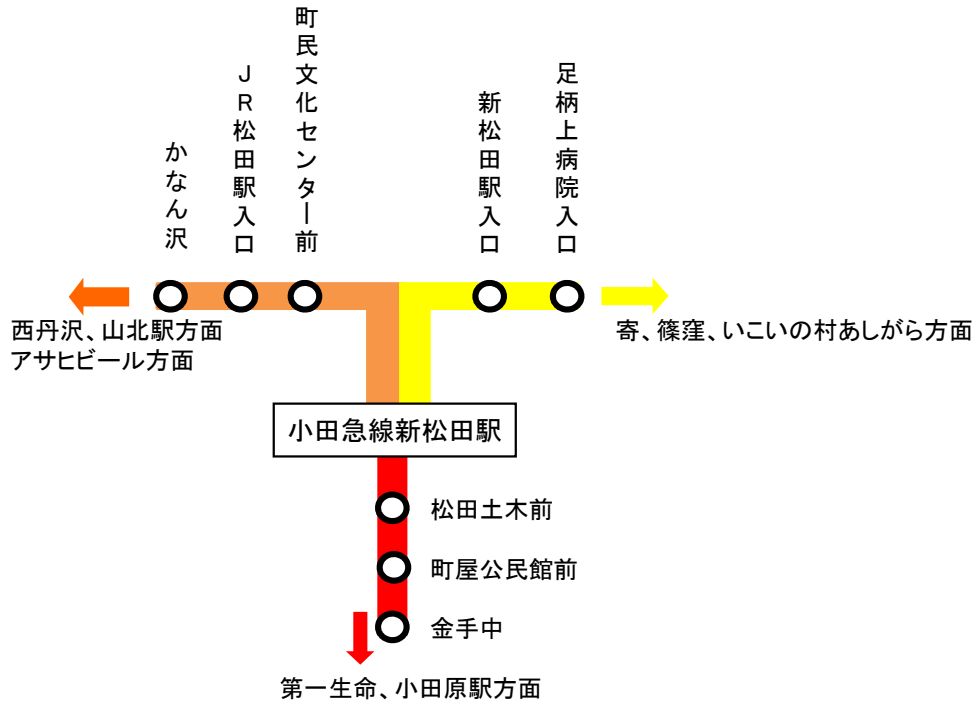 かなん沢
JR松田駅入口
町民文化センター前
新松田駅入口
足柄上病院入口
西丹沢、山北駅方面
アサヒビール方面
寄、篠窪、いこいの村あしがら方面
小田急線新松田駅
松田土木前
町屋公民館前
金手中
第一生命、小田原駅方面